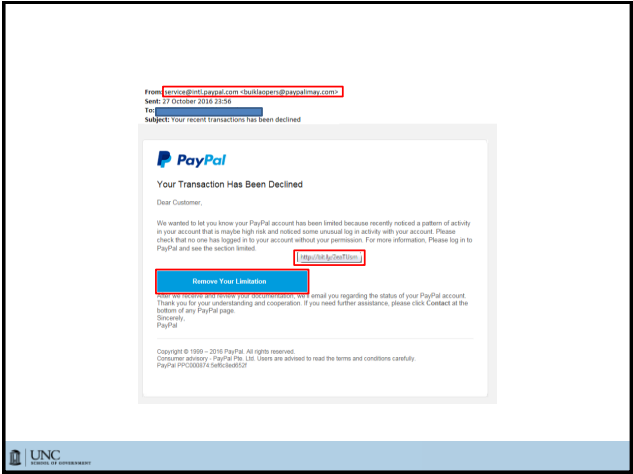 From: service@intl.paypal.com <buiklaopers@paypalmay.com>
Sent: 27 October 2016 23:56
To:
Subject: Your recent transactions has been declined
PayPal
Your Transaction Has Been Declined
Dear Customer,
We wanted to let you know your PayPal account has been limited because recently noticed a pattern of activity
in your account that is maybe high risk and noticed some unusual log in activity with your account. Please
check that no one has logged in to your account without your permission. For more information, Please log in to
PayPal and see the section limited.
Remove Your Limitation
After we receive and review your documentation, we'll email you regarding the status of your PayPal account.
Thank you for your understanding and cooperation. If you need further assistance, please click Contact at the
bottom of any PayPal page.
Sincerely,
PayPal
Copyright © 1999 – 2016 PayPal. All rights reserved.
Consumer advisory - PayPal Pte. Ltd. Users are advised to read the terms and conditions carefully.
UNC
SCHOOL OF GOVERNMENT